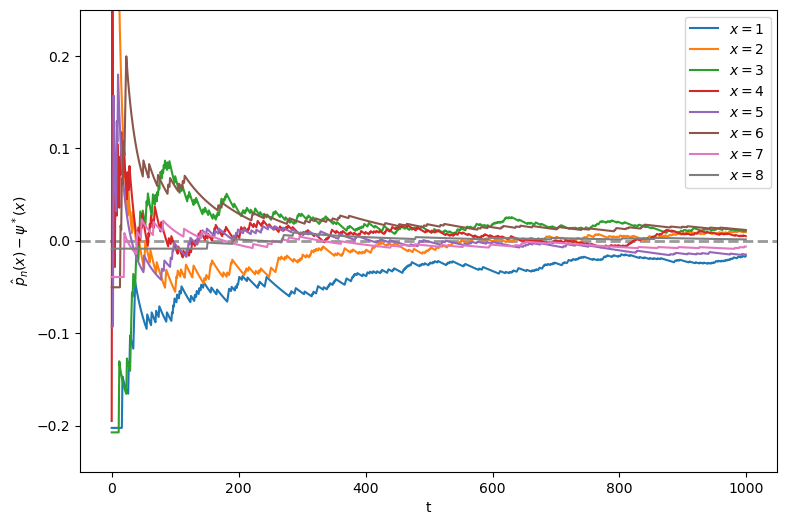 0.2
0.1
0.0
−0.1
−0.2
0 200 400 600 800 1000
t
p̂ₙ(x) − ψ*(x)
x = 1
x = 2
x = 3
x = 4
x = 5
x = 6
x = 7
x = 8